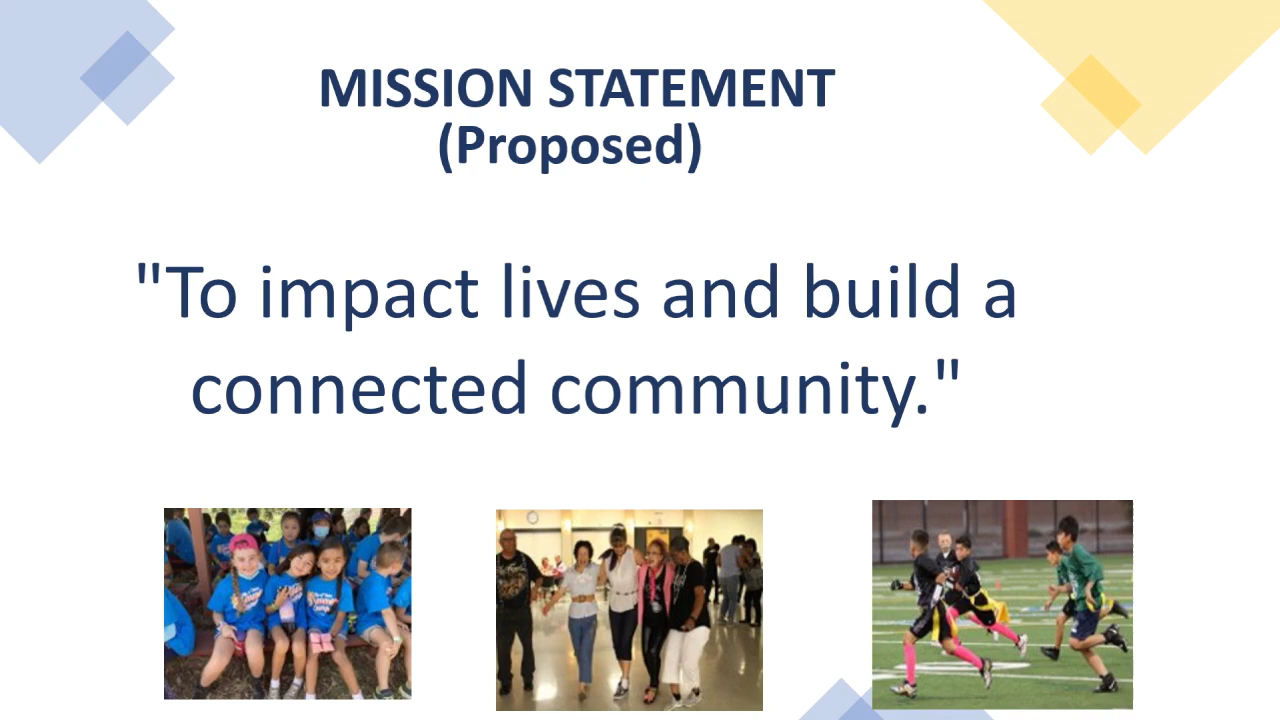 MISSION STATEMENT
(Proposed)
"To impact lives and build a
connected community."